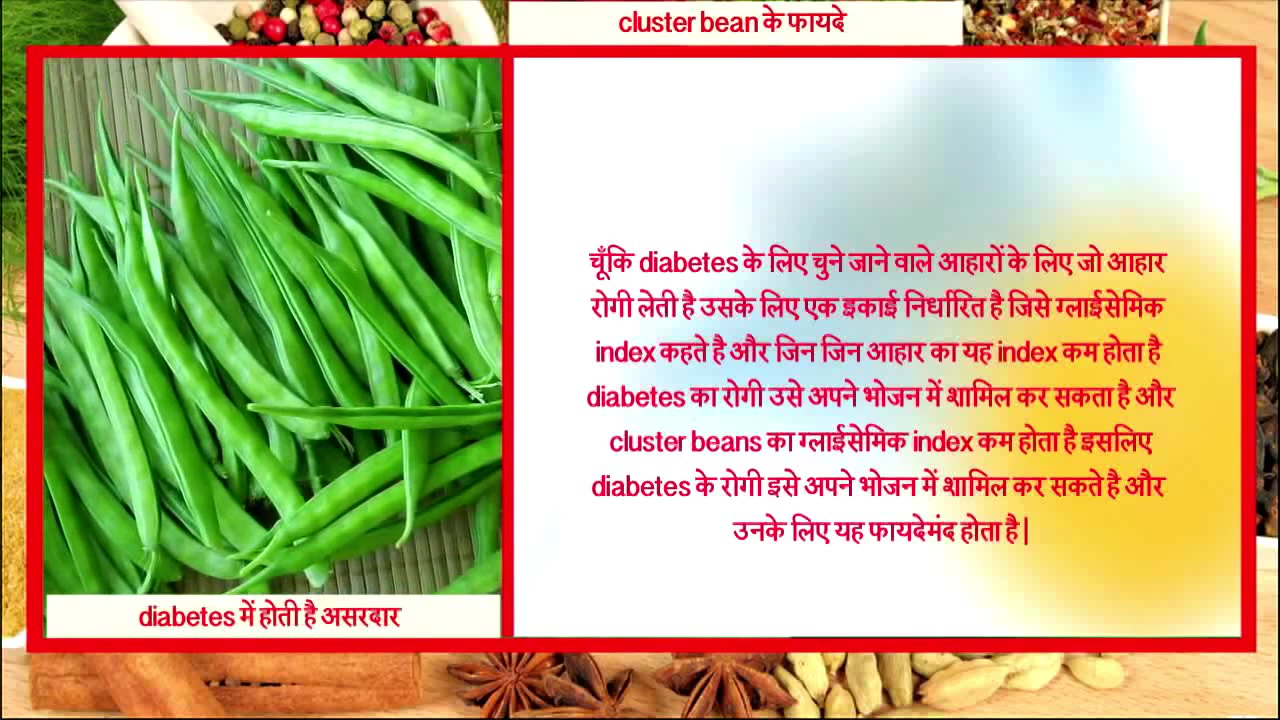 cluster bean के फायदे
चूँकि diabetes के लिए चुने जाने वाले आहारों के लिए जो आहार
रोगी लेती है उसके लिए एक इकाई निर्धारित है जिसे ग्लाईसेमिक
index कहते है और जिन जिन आहार का यह index कम होता है
diabetes का रोगी उसे अपने भोजन में शामिल कर सकता है और
cluster beans का ग्लाईसेमिक index कम होता है इसलिए
diabetes के रोगी इसे अपने भोजन में शामिल कर सकते है और
उनके लिए यह फायदेमंद होता है|
diabetes में होती है असरदार